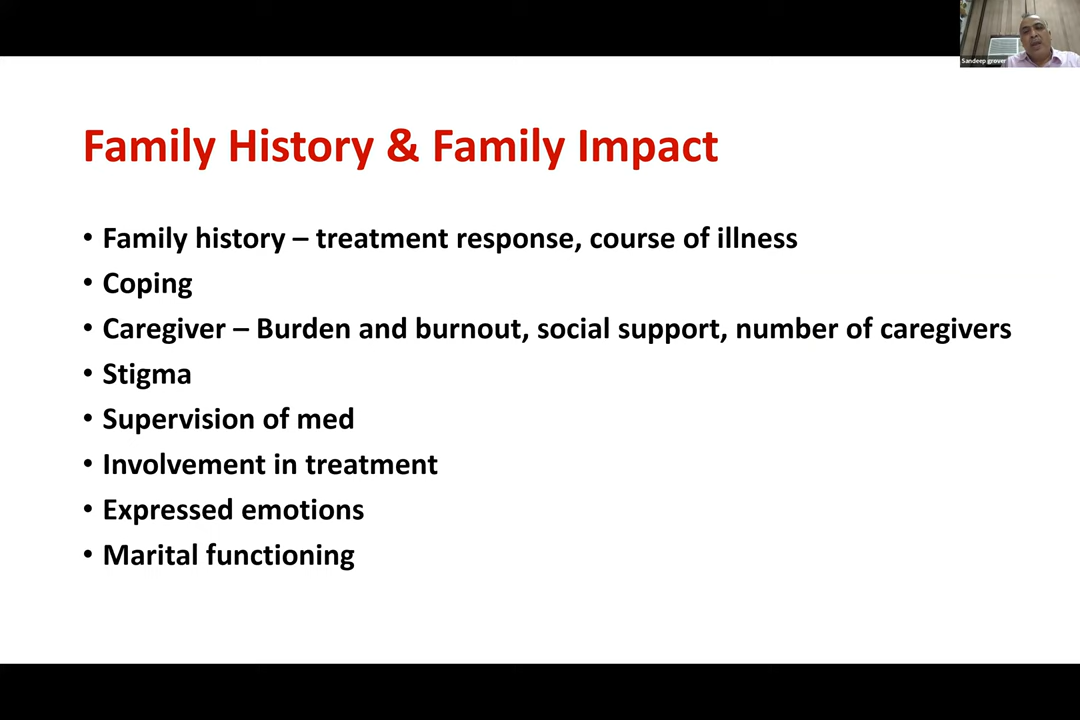 Sandeep grover
Family History & Family Impact
• Family history – treatment response, course of illness
• Coping
• Caregiver – Burden and burnout, social support, number of caregivers
• Stigma
• Supervision of med
• Involvement in treatment
• Expressed emotions
• Marital functioning